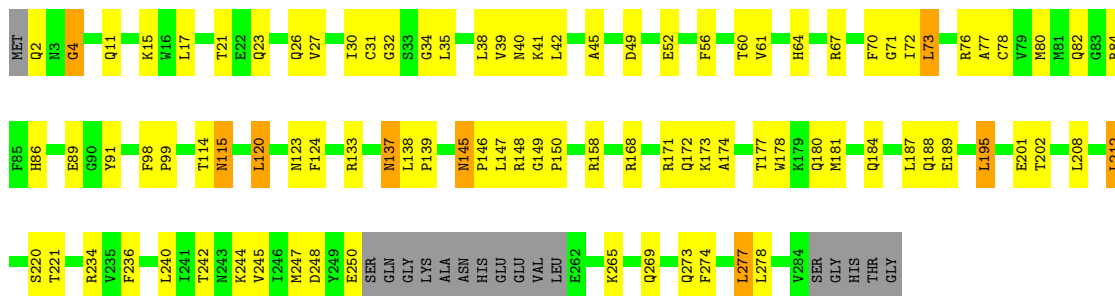 MET Q2 N3 G4 Q11 K15 W16 L17 T21 E22 Q23 Q26 V27 I30 C31 G32 S33 G34 L35 L38 V39 N40 K41 L42 A45 D49 E52 F56 T60 V61 H64 R67 F70 G71 I72 L73 R76 A77 C78 V79 M80 M81 Q82 G83
F85 H86 E89 G90 Y91 F98 P99 T114 N115 L120 N123 F124 R133 N137 L138 P139 N145 P146 L147 R148 G149 P150 R158 R168 R171 Q172 K173 A174 T177 W178 K179 Q180 M181 Q184 L187 Q188 E189 L195 E201 T202 L208
S220 T221 R234 V235 F236 L240 I241 T242 N243 K244 V245 I246 M247 D248 Y249 E250 SER GLN GLY LYS ALA ASN HIS GLU GLU VAL LEU E262 K265 Q269 Q273 F274 L277 L278 V284 SER GLY HIS THR GLY